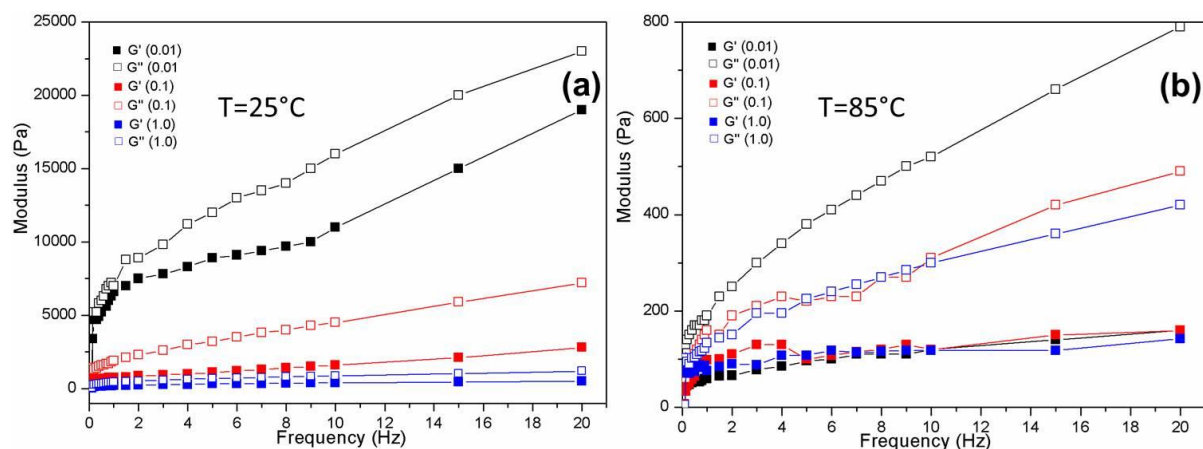 25000
20000
15000
10000
5000
0
Modulus (Pa)
G' (0.01)
G'' (0.01
G' (0.1)
G'' (0.1)
G' (1.0)
G'' (1.0)
T=25°C
(a)
0 2 4 6 8 10 12 14 16 18 20
Frequency (Hz)
800
600
400
200
0
Modulus (Pa)
G' (0.01)
G'' (0.01)
G' (0.1)
G'' (0.1)
G' (1.0)
G'' (1.0)
T=85°C
(b)
0 2 4 6 8 10 12 14 16 18 20
Frequency (Hz)